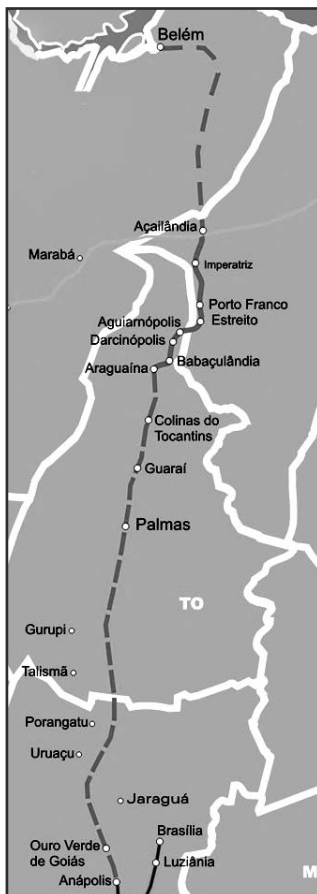 Belém
Açailândia
Marabá
Imperatriz
Porto Franco
Aguiarnópolis
Estreito
Darcinópolis
Babaçulândia
Araguaína
Colinas do
Tocantins
Guaraí
Palmas
TO
Gurupi
Talismã
Porangatu
Uruaçu
Jaraguá
Brasília
Ouro Verde
de Goiás
Luziânia
Anápolis
M